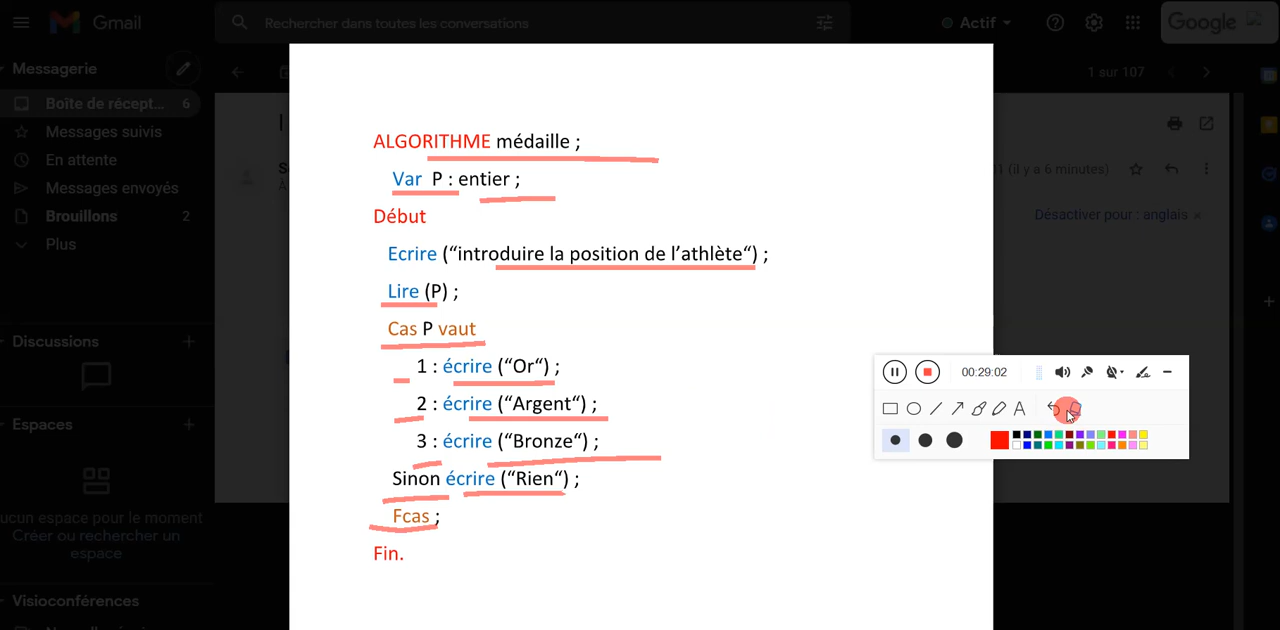 Gmail
Rechercher dans toutes les conversations
Actif
Google
Messagerie
1 sur 107
Boîte de récept... 6
Messages suivis
En attente
Messages envoyés
Brouillons 2
Plus
(il y a 6 minutes)
Désactiver pour : anglais ×
ALGORITHME médaille ;
Var P : entier ;
Début
Ecrire (“introduire la position de l’athlète“) ;
Lire (P) ;
Cas P vaut
1 : écrire (“Or“) ;
2 : écrire (“Argent“) ;
3 : écrire (“Bronze“) ;
Sinon écrire (“Rien“) ;
Fcas ;
Fin.
00:29:02
A
Discussions
Espaces
ucun espace pour le moment
Créer ou rechercher un
espace
Visioconférences